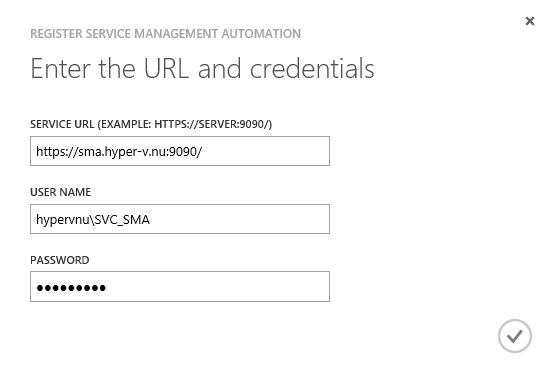 REGISTER SERVICE MANAGEMENT AUTOMATION
Enter the URL and credentials
SERVICE URL (EXAMPLE: HTTPS://SERVER:9090/)
https://sma.hyper-v.nu:9090/
USER NAME
hypervnu\SVC_SMA
PASSWORD
●●●●●●●●●